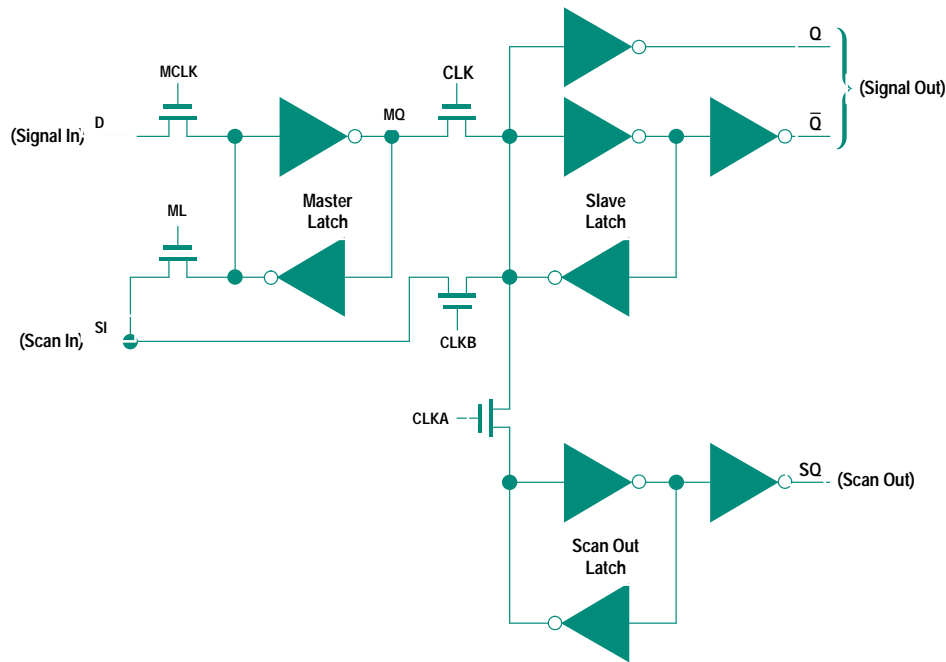 Q
MCLK
CLK
(Signal Out)
D
MQ
Q̅
(Signal In)
Master
Latch
Slave
Latch
ML
SI
(Scan In)
CLKB
CLKA
SQ
(Scan Out)
Scan Out
Latch